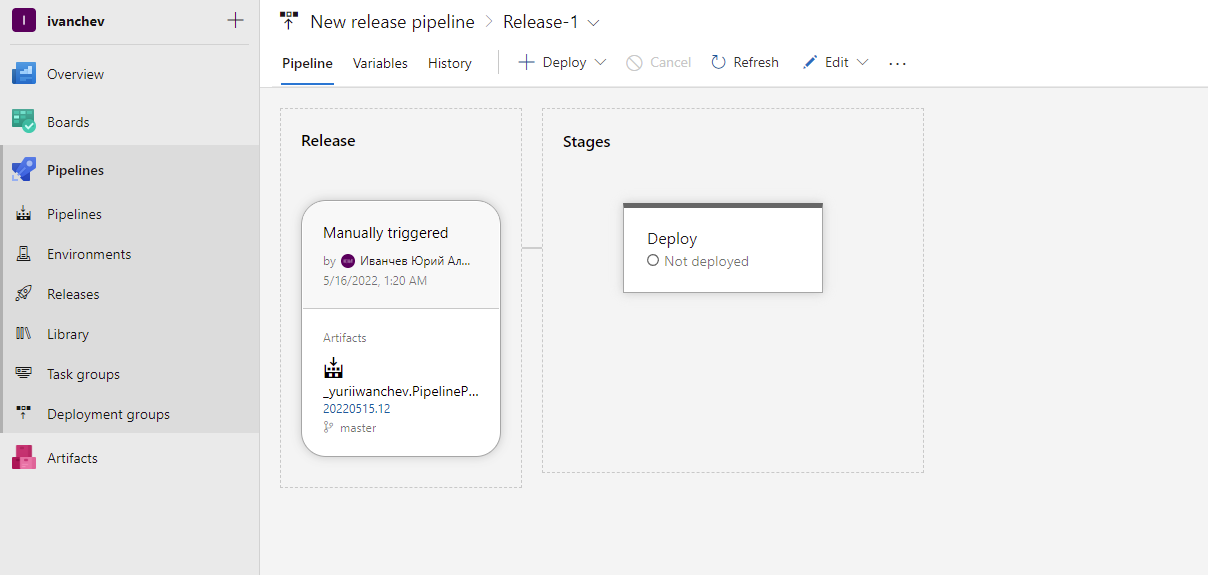 I ivanchev
Overview
Boards
Pipelines
Pipelines
Environments
Releases
Library
Task groups
Deployment groups
Artifacts
New release pipeline > Release-1
Pipeline Variables History Deploy Cancel Refresh Edit ...
Release
Manually triggered
by Иванчев Юрий Ал...
5/16/2022, 1:20 AM
Artifacts
_yuriiwanchev.PipelineP...
20220515.12
master
Stages
Deploy
Not deployed